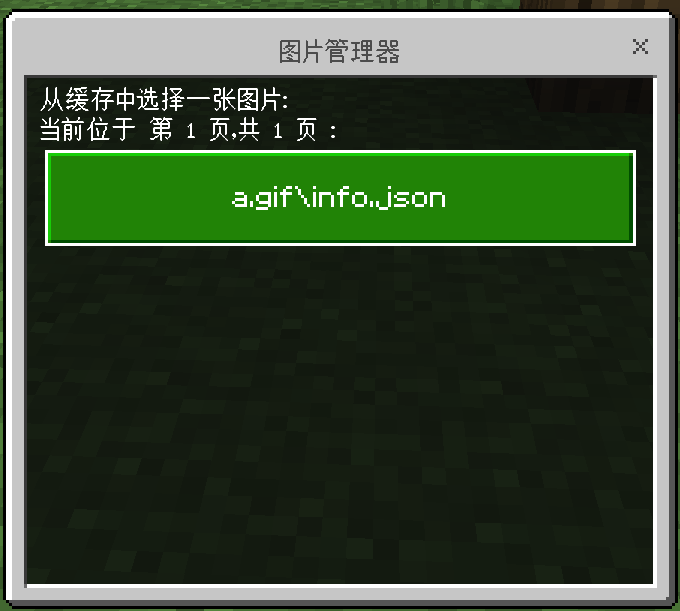 图片管理器
从缓存中选择一张图片:
当前位于 第 1 页,共 1 页 :
a.gif\info.json